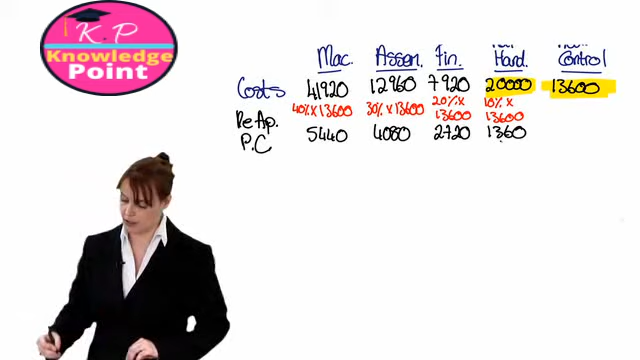 K.P
Knowledge
Point
Mac. Assem. Fin. Hand. Control
Costs 41920 12960 7920 20000 13600
40% x 13600 30% x 13600 20% x 13600 10% x 13600
Re Ap. P.C 5440 4080 2720 1360